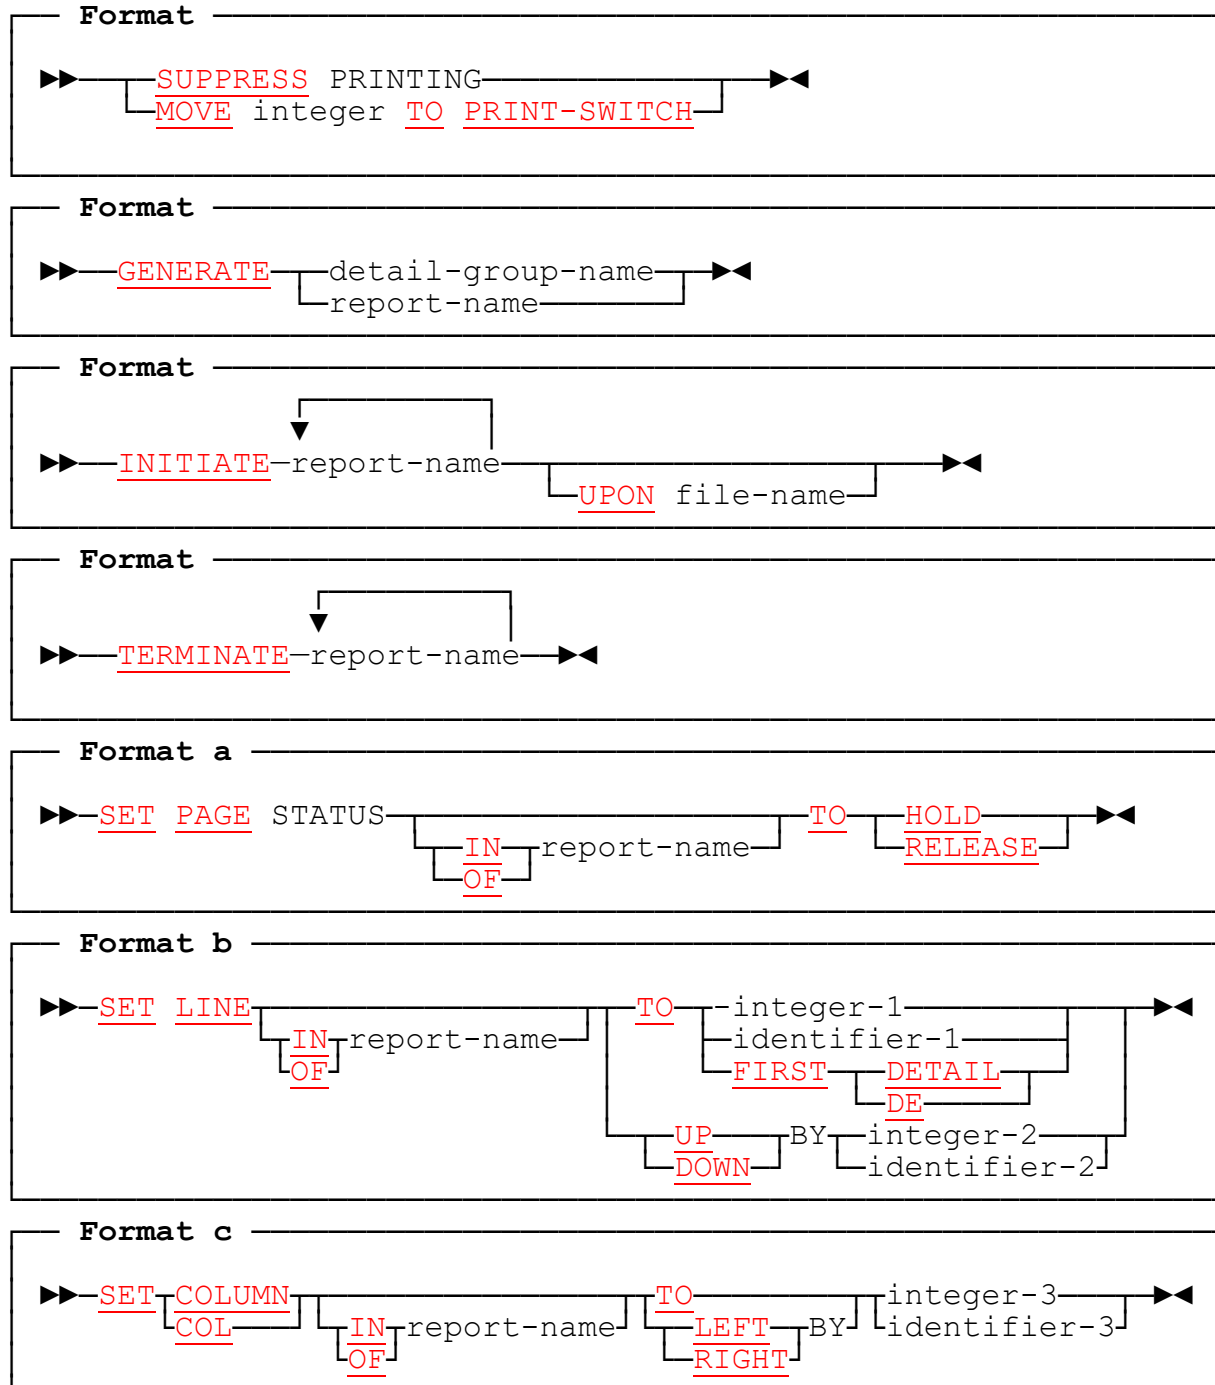 Format
SUPPRESS PRINTING
MOVE integer TO PRINT-SWITCH
Format
GENERATE detail-group-name
report-name
Format
INITIATE report-name
UPON file-name
Format
TERMINATE report-name
Format a
SET PAGE STATUS TO HOLD
IN report-name RELEASE
OF
Format b
SET LINE TO -integer-1
IN report-name identifier-1
OF FIRST DETAIL
DE
UP BY integer-2
DOWN identifier-2
Format c
SET COLUMN TO integer-3
COL IN report-name LEFT BY identifier-3
OF RIGHT